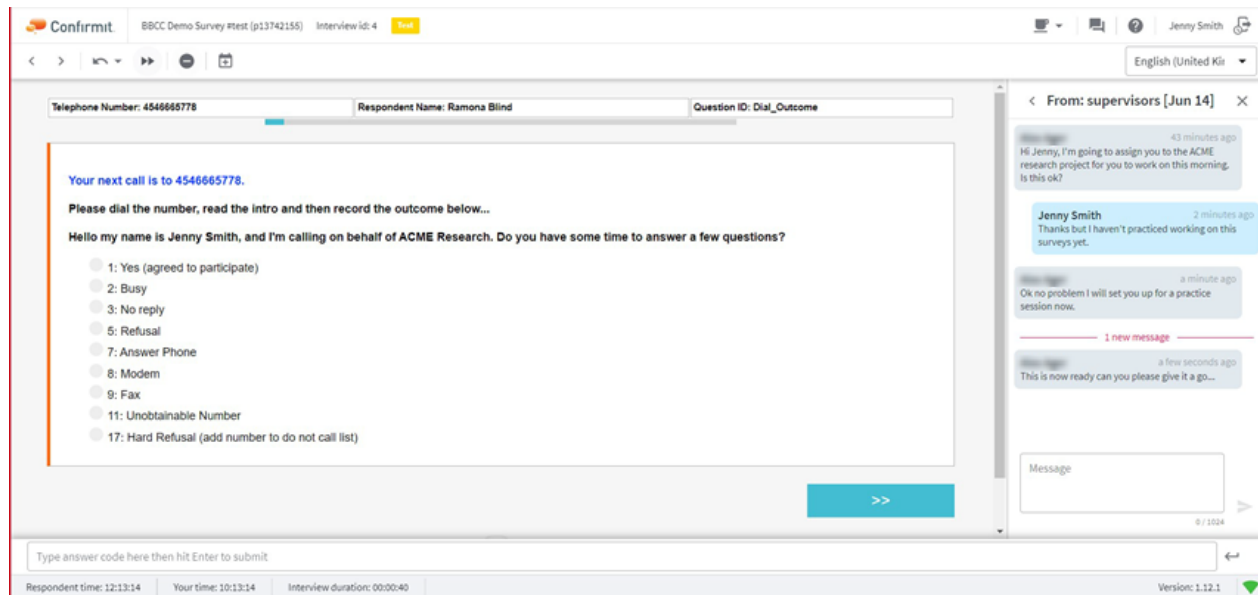 Confirmit. BBCC Demo Survey #test (p13742155) Interview id: 4 Test Jenny Smith
English (United Kin
Telephone Number: 4546665778 Respondent Name: Ramona Blind Question ID: Dial_Outcome
Your next call is to 4546665778.
Please dial the number, read the intro and then record the outcome below...
Hello my name is Jenny Smith, and I'm calling on behalf of ACME Research. Do you have some time to answer a few questions?
1: Yes (agreed to participate)
2: Busy
3: No reply
5: Refusal
7: Answer Phone
8: Modem
9: Fax
11: Unobtainable Number
17: Hard Refusal (add number to do not call list)
>>
From: supervisors [Jun 14]
43 minutes ago
Hi Jenny, I'm going to assign you to the ACME
research project for you to work on this morning.
Is this ok?
Jenny Smith 2 minutes ago
Thanks but I haven't practiced working on this
surveys yet.
a minute ago
Ok no problem I will set you up for a practice
session now.
1 new message
a few seconds ago
This is now ready can you please give it a go...
Message
0 / 1024
Type answer code here then hit Enter to submit
Respondent time: 12:13:14 Your time: 10:13:14 Interview duration: 00:00:40 Version: 1.12.1